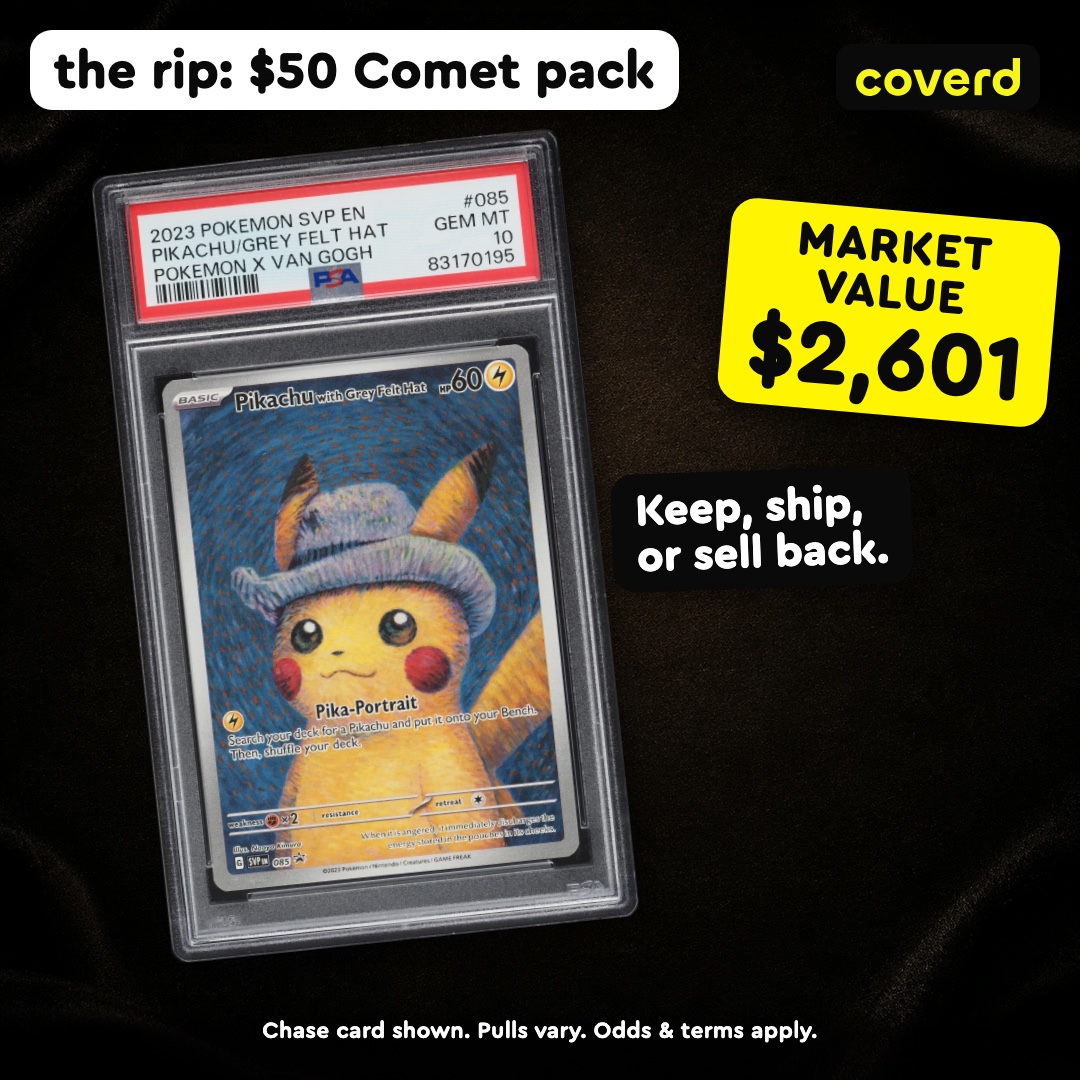 the rip: $50 Comet pack
coverd
2023 POKEMON SVP EN
#085
PIKACHU/GREY FELT HAT
GEM MT
POKEMON X VAN GOGH
10
83170195
PSA
MARKET
VALUE
$2,601
Keep, ship,
or sell back.
BASIC
Pikachu with Grey Felt Hat
HP60
Pika-Portrait
Search your deck for a Pikachu and put it onto your Bench.
Then, shuffle your deck.
weakness ×2 resistance retreat
When it is angered, it immediately discharges the
energy stored in the pouches in its cheeks.
Illus. Naoyo Kimura
G SVP EN 085
©2023 Pokémon / Nintendo / Creatures / GAME FREAK
PSA
Chase card shown. Pulls vary. Odds & terms apply.